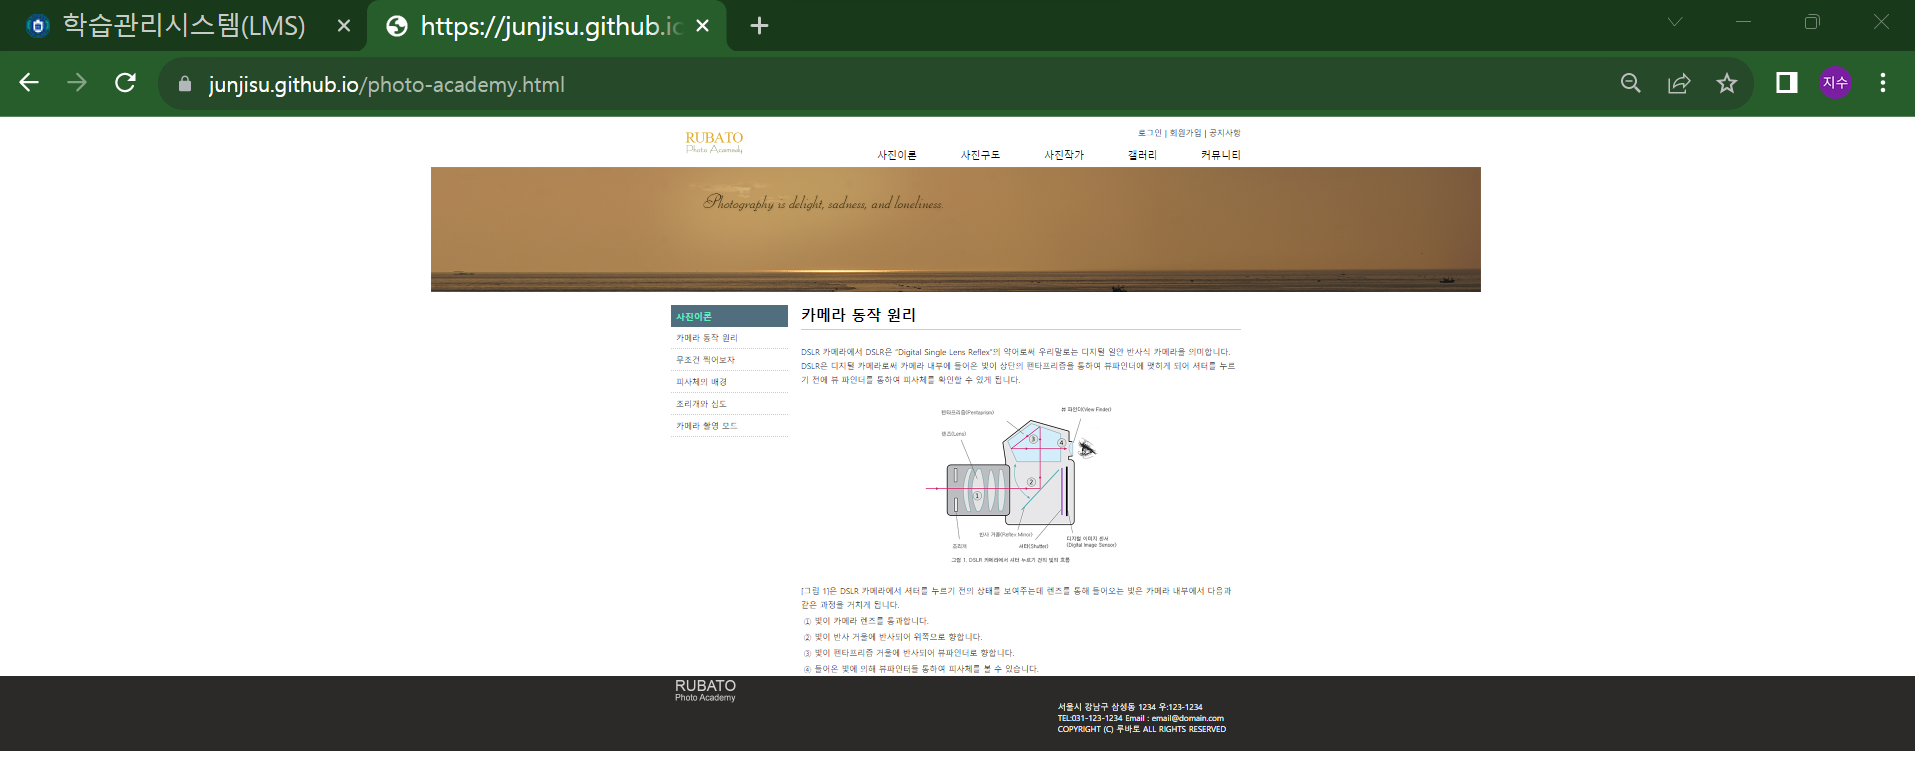 학습관리시스템(LMS)
https://junjisu.github.io
junjisu.github.io/photo-academy.html
지수
RUBATO
Photo Acamedy
로그인 | 회원가입 | 공지사항
사진이론 사진구도 사진작가 갤러리 커뮤니티
Photography is delight, sadness, and loneliness.
사진이론
카메라 동작 원리
무조건 찍어보자
피사체의 배경
조리개와 심도
카메라 촬영 모드
카메라 동작 원리
DSLR 카메라에서 DSLR은 "Digital Single Lens Reflex"의 약어로써 우리말로는 디지털 일안 반사식 카메라을 의미합니다.
DSLR은 디지털 카메라로써 카메라 내부에 들어온 빛이 상단의 펜타프리즘을 통하여 뷰파인더에 맺히게 되어 셔터를 누르
기 전에 뷰 파인더를 통하여 피사체를 확인할 수 있게 됩니다.
펜타프리즘(Pentaprism)
뷰 파인더(View Finder)
렌즈(Lens)
③
④
②
①
반사 거울(Reflex Mirror)
디지털 이미지 센서
(Digital Image Sensor)
조리개
셔터(Shutter)
그림 1. DSLR 카메라에서 셔터 누르기 전의 빛의 흐름
[그림 1]은 DSLR 카메라에서 셔터를 누르기 전의 상태를 보여주는데 렌즈를 통해 들어오는 빛은 카메라 내부에서 다음과
같은 과정을 거치게 됩니다.
① 빛이 카메라 렌즈를 통과합니다.
② 빛이 반사 거울에 반사되어 위쪽으로 향합니다.
③ 빛이 펜타프리즘 거울에 반사되어 뷰파인더로 향합니다.
④ 들어온 빛에 의해 뷰파인터를 통하여 피사체를 볼 수 있습니다.
RUBATO
Photo Academy
서울시 강남구 삼성동 1234 우:123-1234
TEL:031-123-1234 Email : email@domain.com
COPYRIGHT (C) 루바토 ALL RIGHTS RESERVED